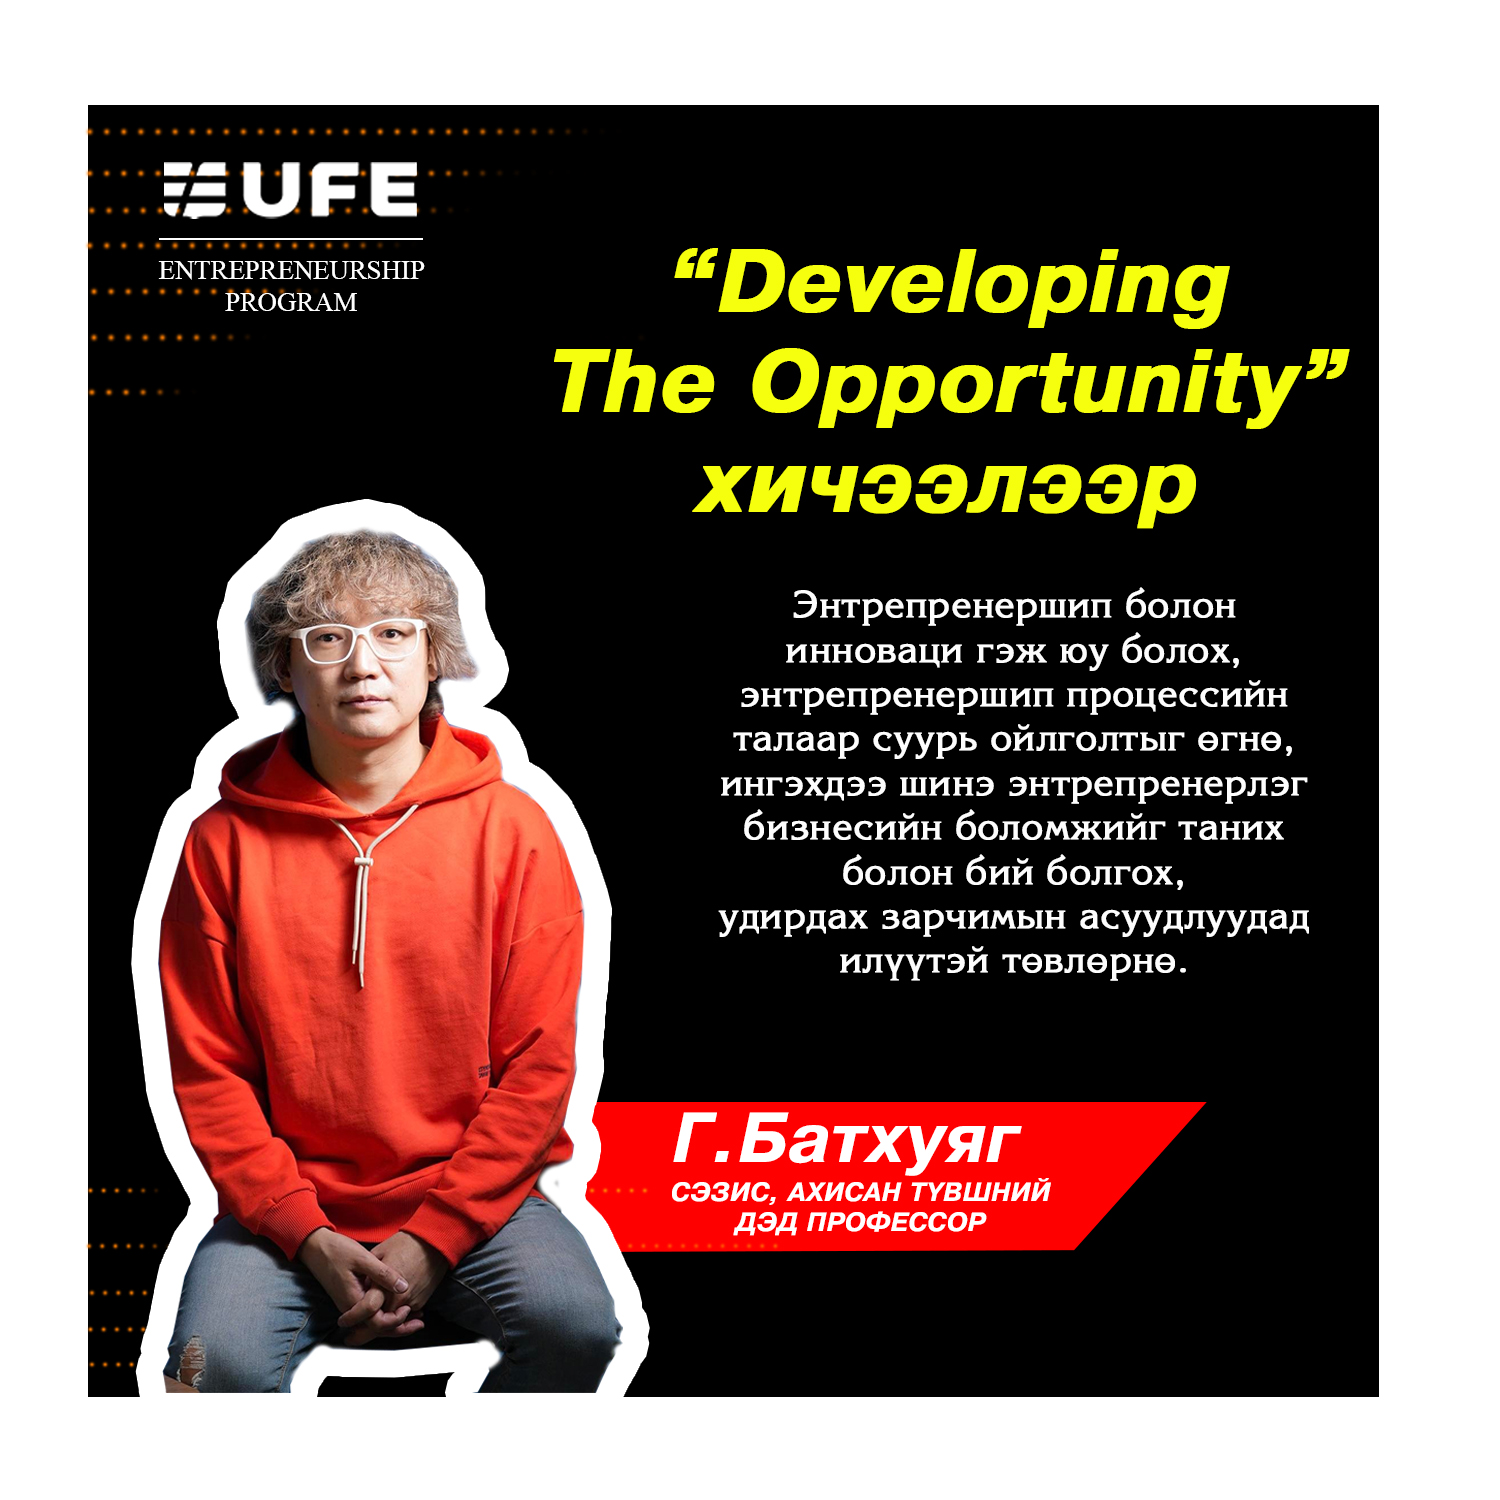 UFE
ENTREPRENEURSHIP
PROGRAM
“Developing
The Opportunity”
хичээлээр
Энтрепренершип болон
инноваци гэж юу болох,
энтрепренершип процессийн
талаар суурь ойлголтыг өгнө,
ингэхдээ шинэ энтрепренерлэг
бизнесийн боломжийг таних
болон бий болгох,
удирдах зарчимын асуудлуудад
илүүтэй төвлөрнө.
Г.Батхуяг
СЭЗИС, АХИСАН ТҮВШНИЙ
ДЭД ПРОФЕССОР